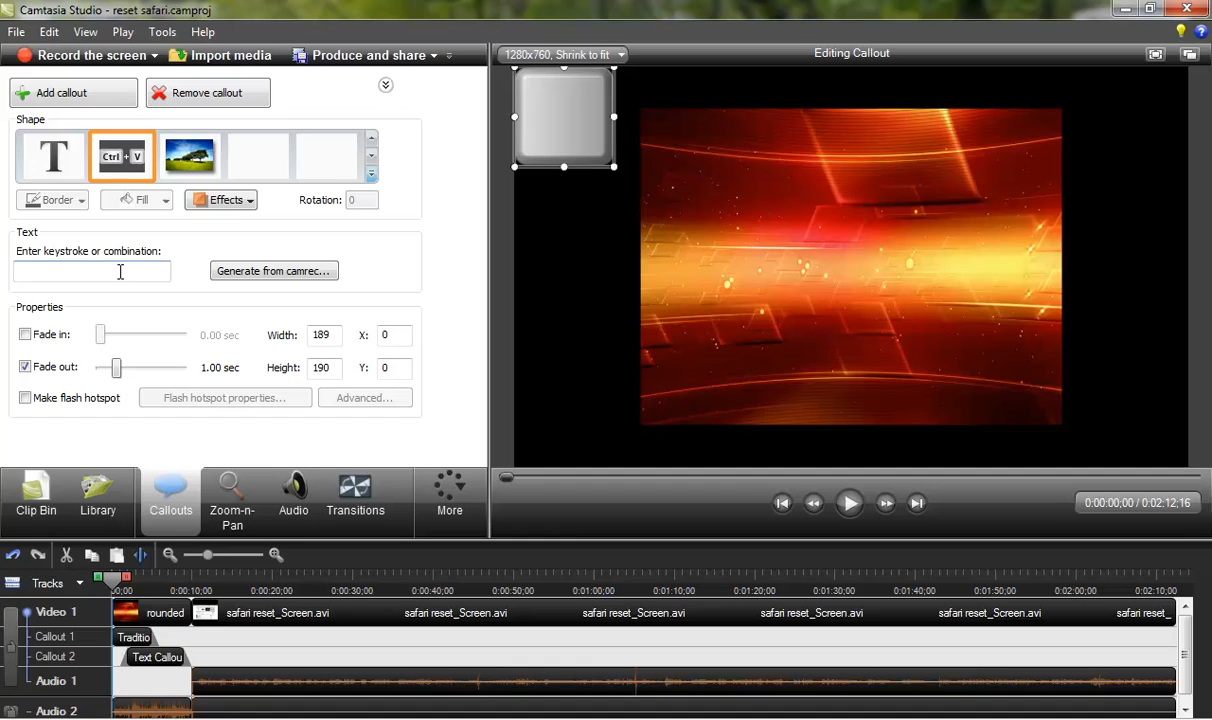 Camtasia Studio - reset safari.camproj
File Edit View Play Tools Help
Record the screen Import media Produce and share
1280x760, Shrink to fit
Editing Callout
Add callout Remove callout
Shape
T Ctrl + V
Border Fill Effects Rotation: 0
Text
Enter keystroke or combination:
Generate from camrec...
Properties
Fade in: 0.00 sec Width: 189 X: 0
Fade out: 1.00 sec Height: 190 Y: 0
Make flash hotspot Flash hotspot properties... Advanced...
Clip Bin Library Callouts Zoom-n-Pan Audio Transitions More
0:00:00;00 / 0:02:12;16
Tracks 00;00 0:00:10;00 0:00:20;00 0:00:30;00 0:00:40;00 0:00:50;00 0:01:00;00 0:01:10;00 0:01:20;00 0:01:30;00 0:01:40;00 0:01:50;00 0:02:00;00 0:02:10;00
Video 1 rounded safari reset_Screen.avi safari reset_Screen.avi safari reset_Screen.avi safari reset_Screen.avi safari reset_Screen.avi safari reset_
Callout 1 Traditio
Callout 2 Text Callou
Audio 1
Audio 2